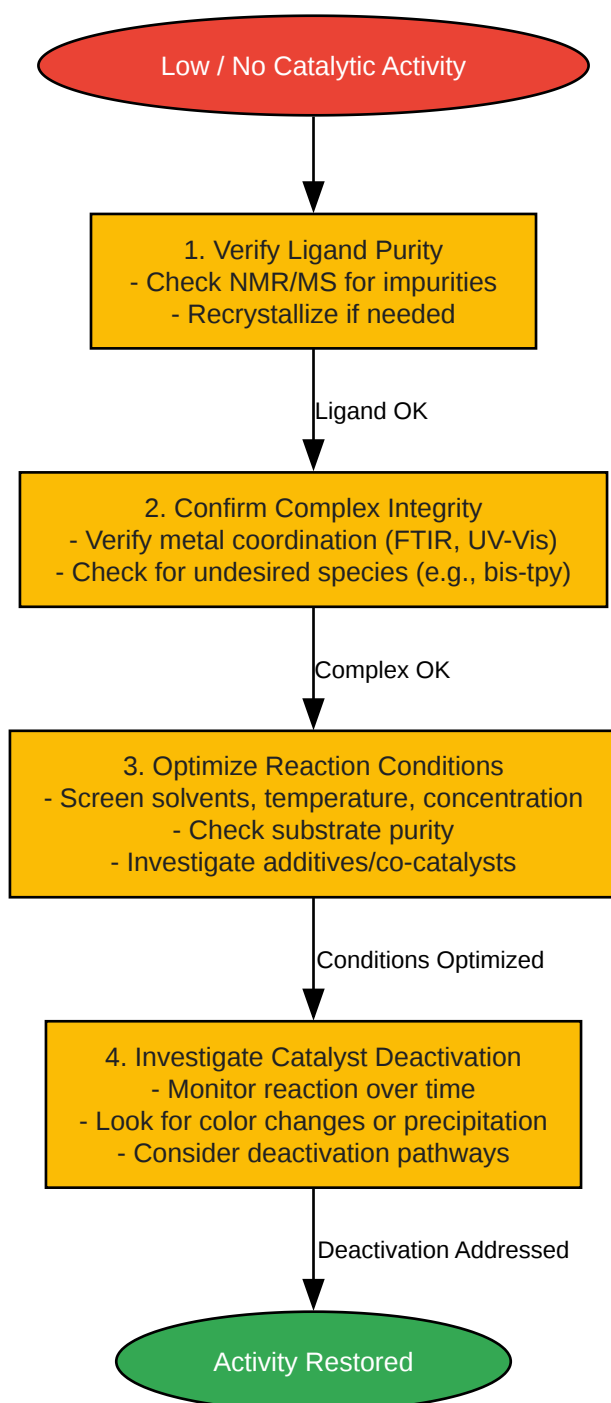 Low / No Catalytic Activity
1. Verify Ligand Purity
- Check NMR/MS for impurities
- Recrystallize if needed
Ligand OK
2. Confirm Complex Integrity
- Verify metal coordination (FTIR, UV-Vis)
- Check for undesired species (e.g., bis-tpy)
Complex OK
3. Optimize Reaction Conditions
- Screen solvents, temperature, concentration
- Check substrate purity
- Investigate additives/co-catalysts
Conditions Optimized
4. Investigate Catalyst Deactivation
- Monitor reaction over time
- Look for color changes or precipitation
- Consider deactivation pathways
Deactivation Addressed
Activity Restored